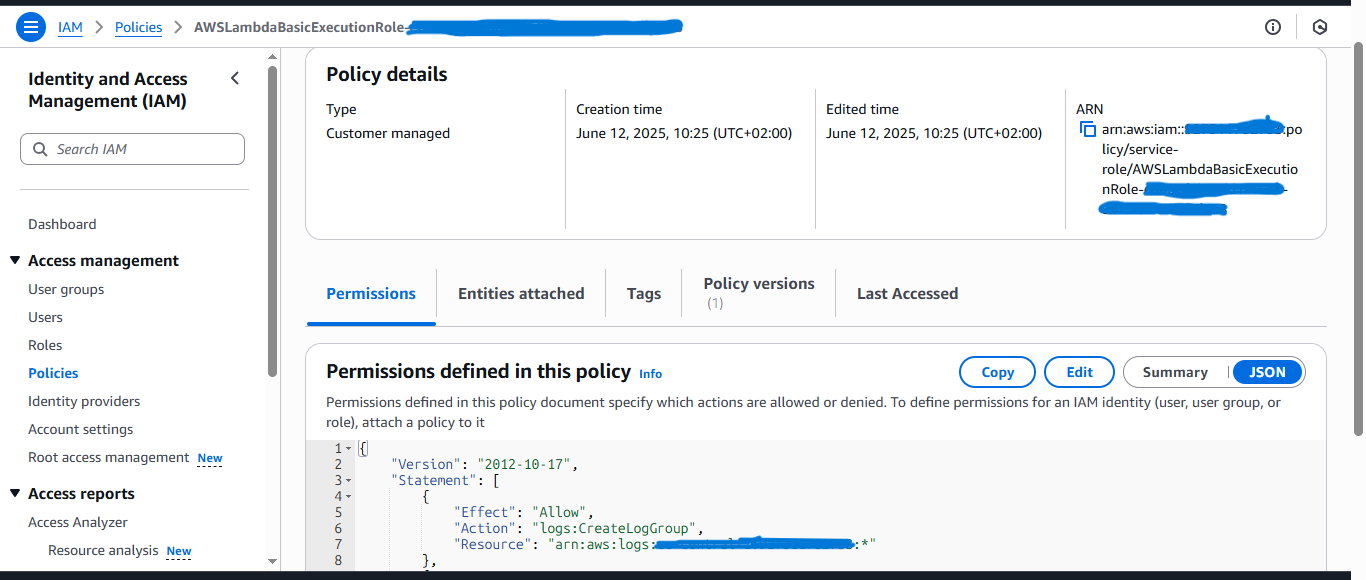 IAM > Policies > AWSLambdaBasicExecutionRole-
Identity and Access
Management (IAM)
Search IAM
Dashboard
Access management
User groups
Users
Roles
Policies
Identity providers
Account settings
Root access management New
Access reports
Access Analyzer
Resource analysis New
Policy details
Type
Customer managed
Creation time
June 12, 2025, 10:25 (UTC+02:00)
Edited time
June 12, 2025, 10:25 (UTC+02:00)
ARN
arn:aws:iam:: :po
licy/service-
role/AWSLambdaBasicExecutio
nRole- -
Permissions
Entities attached
Tags
Policy versions
(1)
Last Accessed
Permissions defined in this policy Info
Copy
Edit
Summary
JSON
Permissions defined in this policy document specify which actions are allowed or denied. To define permissions for an IAM identity (user, user group, or
role), attach a policy to it
1 {
2 "Version": "2012-10-17",
3 "Statement": [
4 {
5 "Effect": "Allow",
6 "Action": "logs:CreateLogGroup",
7 "Resource": "arn:aws:logs: :*"
8 },